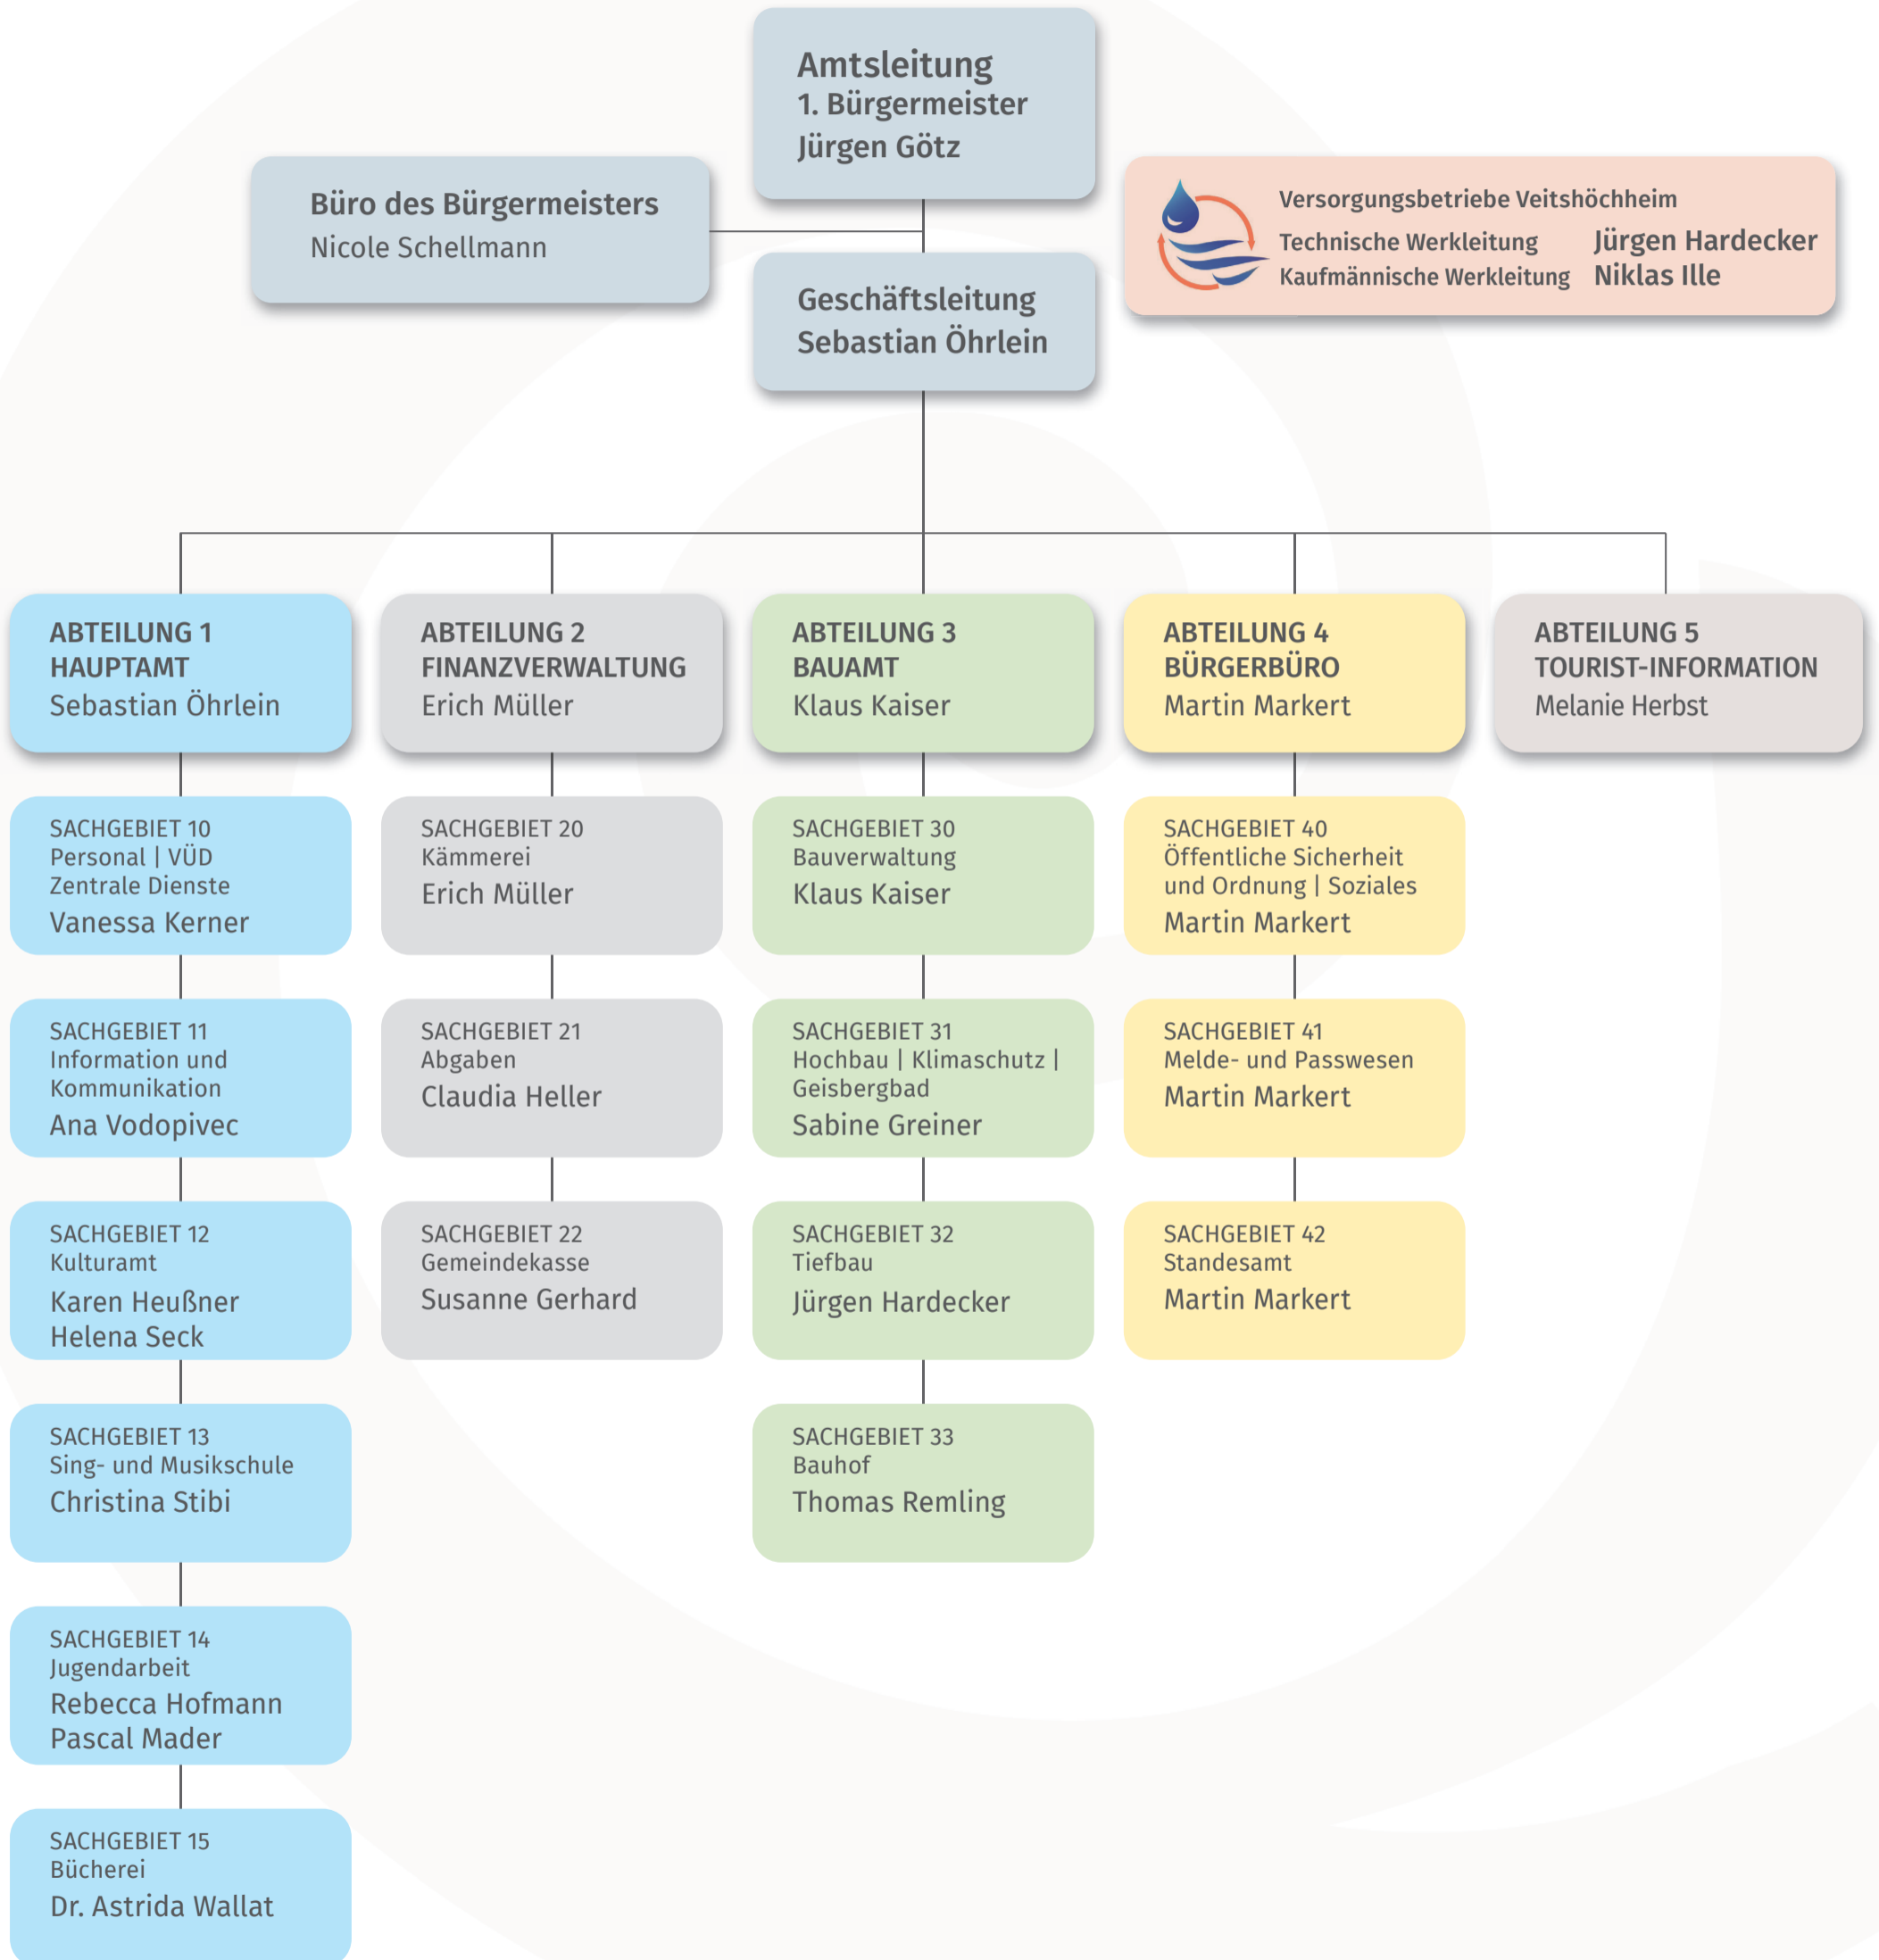 Amtsleitung
1. Bürgermeister
Jürgen Götz
Büro des Bürgermeisters
Nicole Schellmann
Versorgungsbetriebe Veitshöchheim
Technische Werkleitung Jürgen Hardecker
Kaufmännische Werkleitung Niklas Ille
Geschäftsleitung
Sebastian Öhrlein
ABTEILUNG 1
HAUPTAMT
Sebastian Öhrlein
SACHGEBIET 10
Personal | VÜD
Zentrale Dienste
Vanessa Kerner
SACHGEBIET 11
Information und
Kommunikation
Ana Vodopivec
SACHGEBIET 12
Kulturamt
Karen Heußner
Helena Seck
SACHGEBIET 13
Sing- und Musikschule
Christina Stibi
SACHGEBIET 14
Jugendarbeit
Rebecca Hofmann
Pascal Mader
SACHGEBIET 15
Bücherei
Dr. Astrida Wallat
ABTEILUNG 2
FINANZVERWALTUNG
Erich Müller
SACHGEBIET 20
Kämmerei
Erich Müller
SACHGEBIET 21
Abgaben
Claudia Heller
SACHGEBIET 22
Gemeindekasse
Susanne Gerhard
ABTEILUNG 3
BAUAMT
Klaus Kaiser
SACHGEBIET 30
Bauverwaltung
Klaus Kaiser
SACHGEBIET 31
Hochbau | Klimaschutz |
Geisbergbad
Sabine Greiner
SACHGEBIET 32
Tiefbau
Jürgen Hardecker
SACHGEBIET 33
Bauhof
Thomas Remling
ABTEILUNG 4
BÜRGERBÜRO
Martin Markert
SACHGEBIET 40
Öffentliche Sicherheit
und Ordnung | Soziales
Martin Markert
SACHGEBIET 41
Melde- und Passwesen
Martin Markert
SACHGEBIET 42
Standesamt
Martin Markert
ABTEILUNG 5
TOURIST-INFORMATION
Melanie Herbst